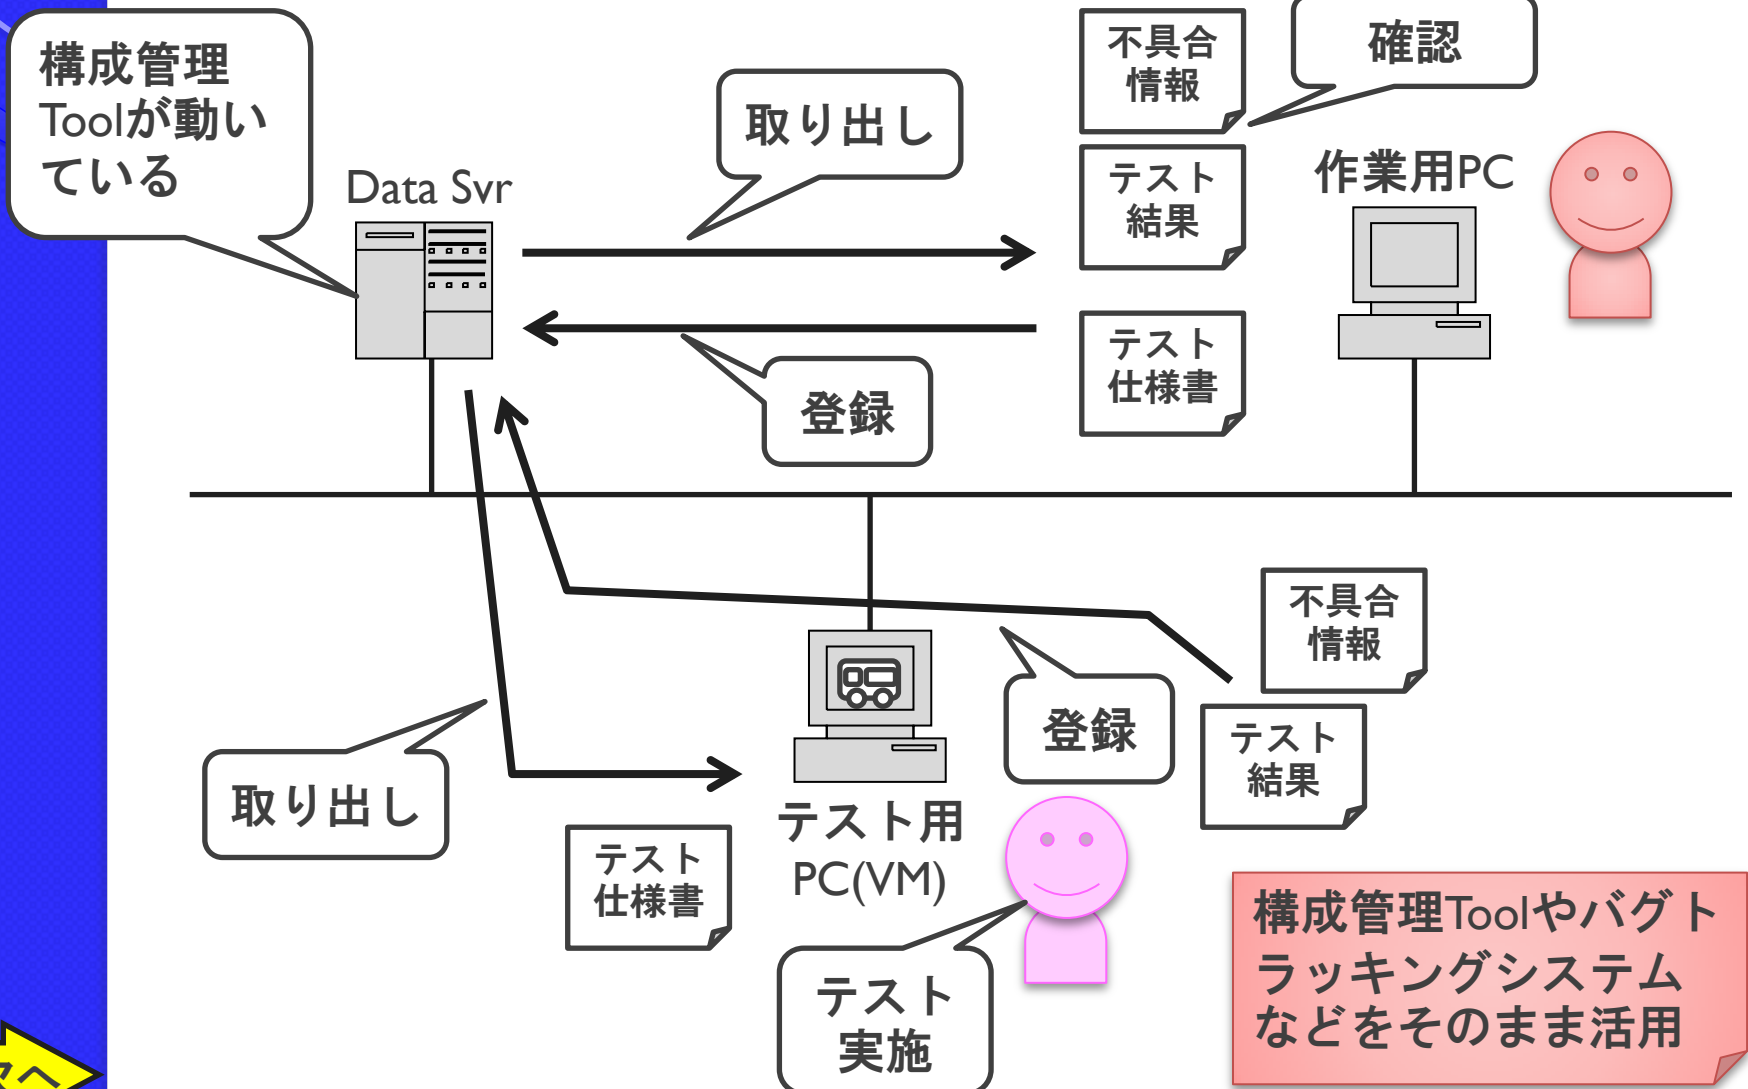 構成管理
Toolが動い
ている
Data Svr
取り出し
不具合
情報
確認
テスト
結果
作業用PC
テスト
仕様書
登録
不具合
情報
登録
テスト
結果
取り出し
テスト用
PC(VM)
テスト
仕様書
テスト
実施
構成管理Toolやバグト
ラッキングシステム
などをそのまま活用